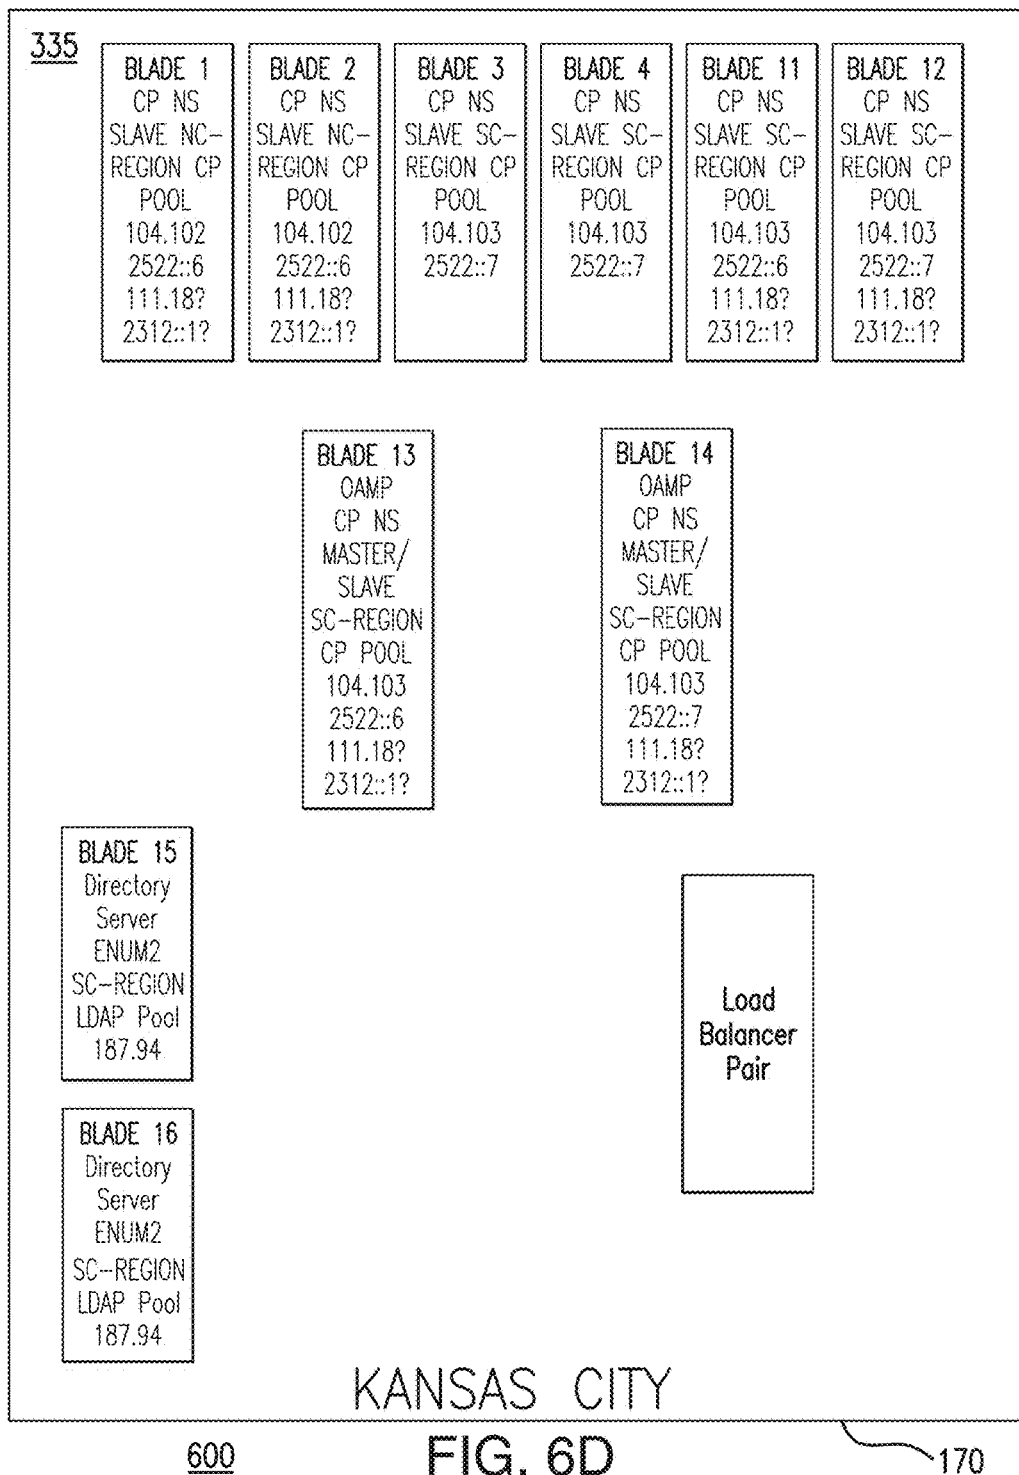 335
BLADE 1
CP NS
SLAVE NC-
REGION CP
POOL
104.102
2522::6
111.18?
2312::1?
BLADE 2
CP NS
SLAVE NC-
REGION CP
POOL
104.102
2522::6
111.18?
2312::1?
BLADE 3
CP NS
SLAVE SC-
REGION CP
POOL
104.103
2522::7
BLADE 4
CP NS
SLAVE SC-
REGION CP
POOL
104.103
2522::7
BLADE 11
CP NS
SLAVE SC-
REGION CP
POOL
104.103
2522::6
111.18?
2312::1?
BLADE 12
CP NS
SLAVE SC-
REGION CP
POOL
104.103
2522::7
111.18?
2312::1?
BLADE 13
OAMP
CP NS
MASTER/
SLAVE
SC-REGION
CP POOL
104.103
2522::6
111.18?
2312::1?
BLADE 14
OAMP
CP NS
MASTER/
SLAVE
SC-REGION
CP POOL
104.103
2522::7
111.18?
2312::1?
BLADE 15
Directory
Server
ENUM2
SC-REGION
LDAP Pool
187.94
BLADE 16
Directory
Server
ENUM2
SC-REGION
LDAP Pool
187.94
Load
Balancer
Pair
KANSAS CITY
600
FIG. 6D
170